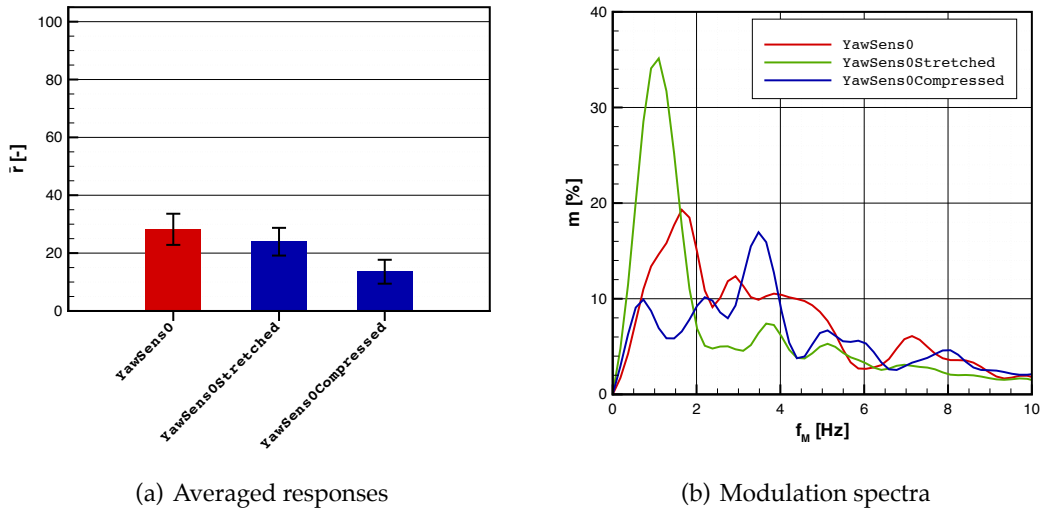 100
80
60
40
20
0
r̄ [-]
YawSens0
YawSens0Stretched
YawSens0Compressed
(a) Averaged responses
40
30
20
10
0
m [%]
YawSens0
YawSens0Stretched
YawSens0Compressed
0 2 4 6 8 10
f_M [Hz]
(b) Modulation spectra